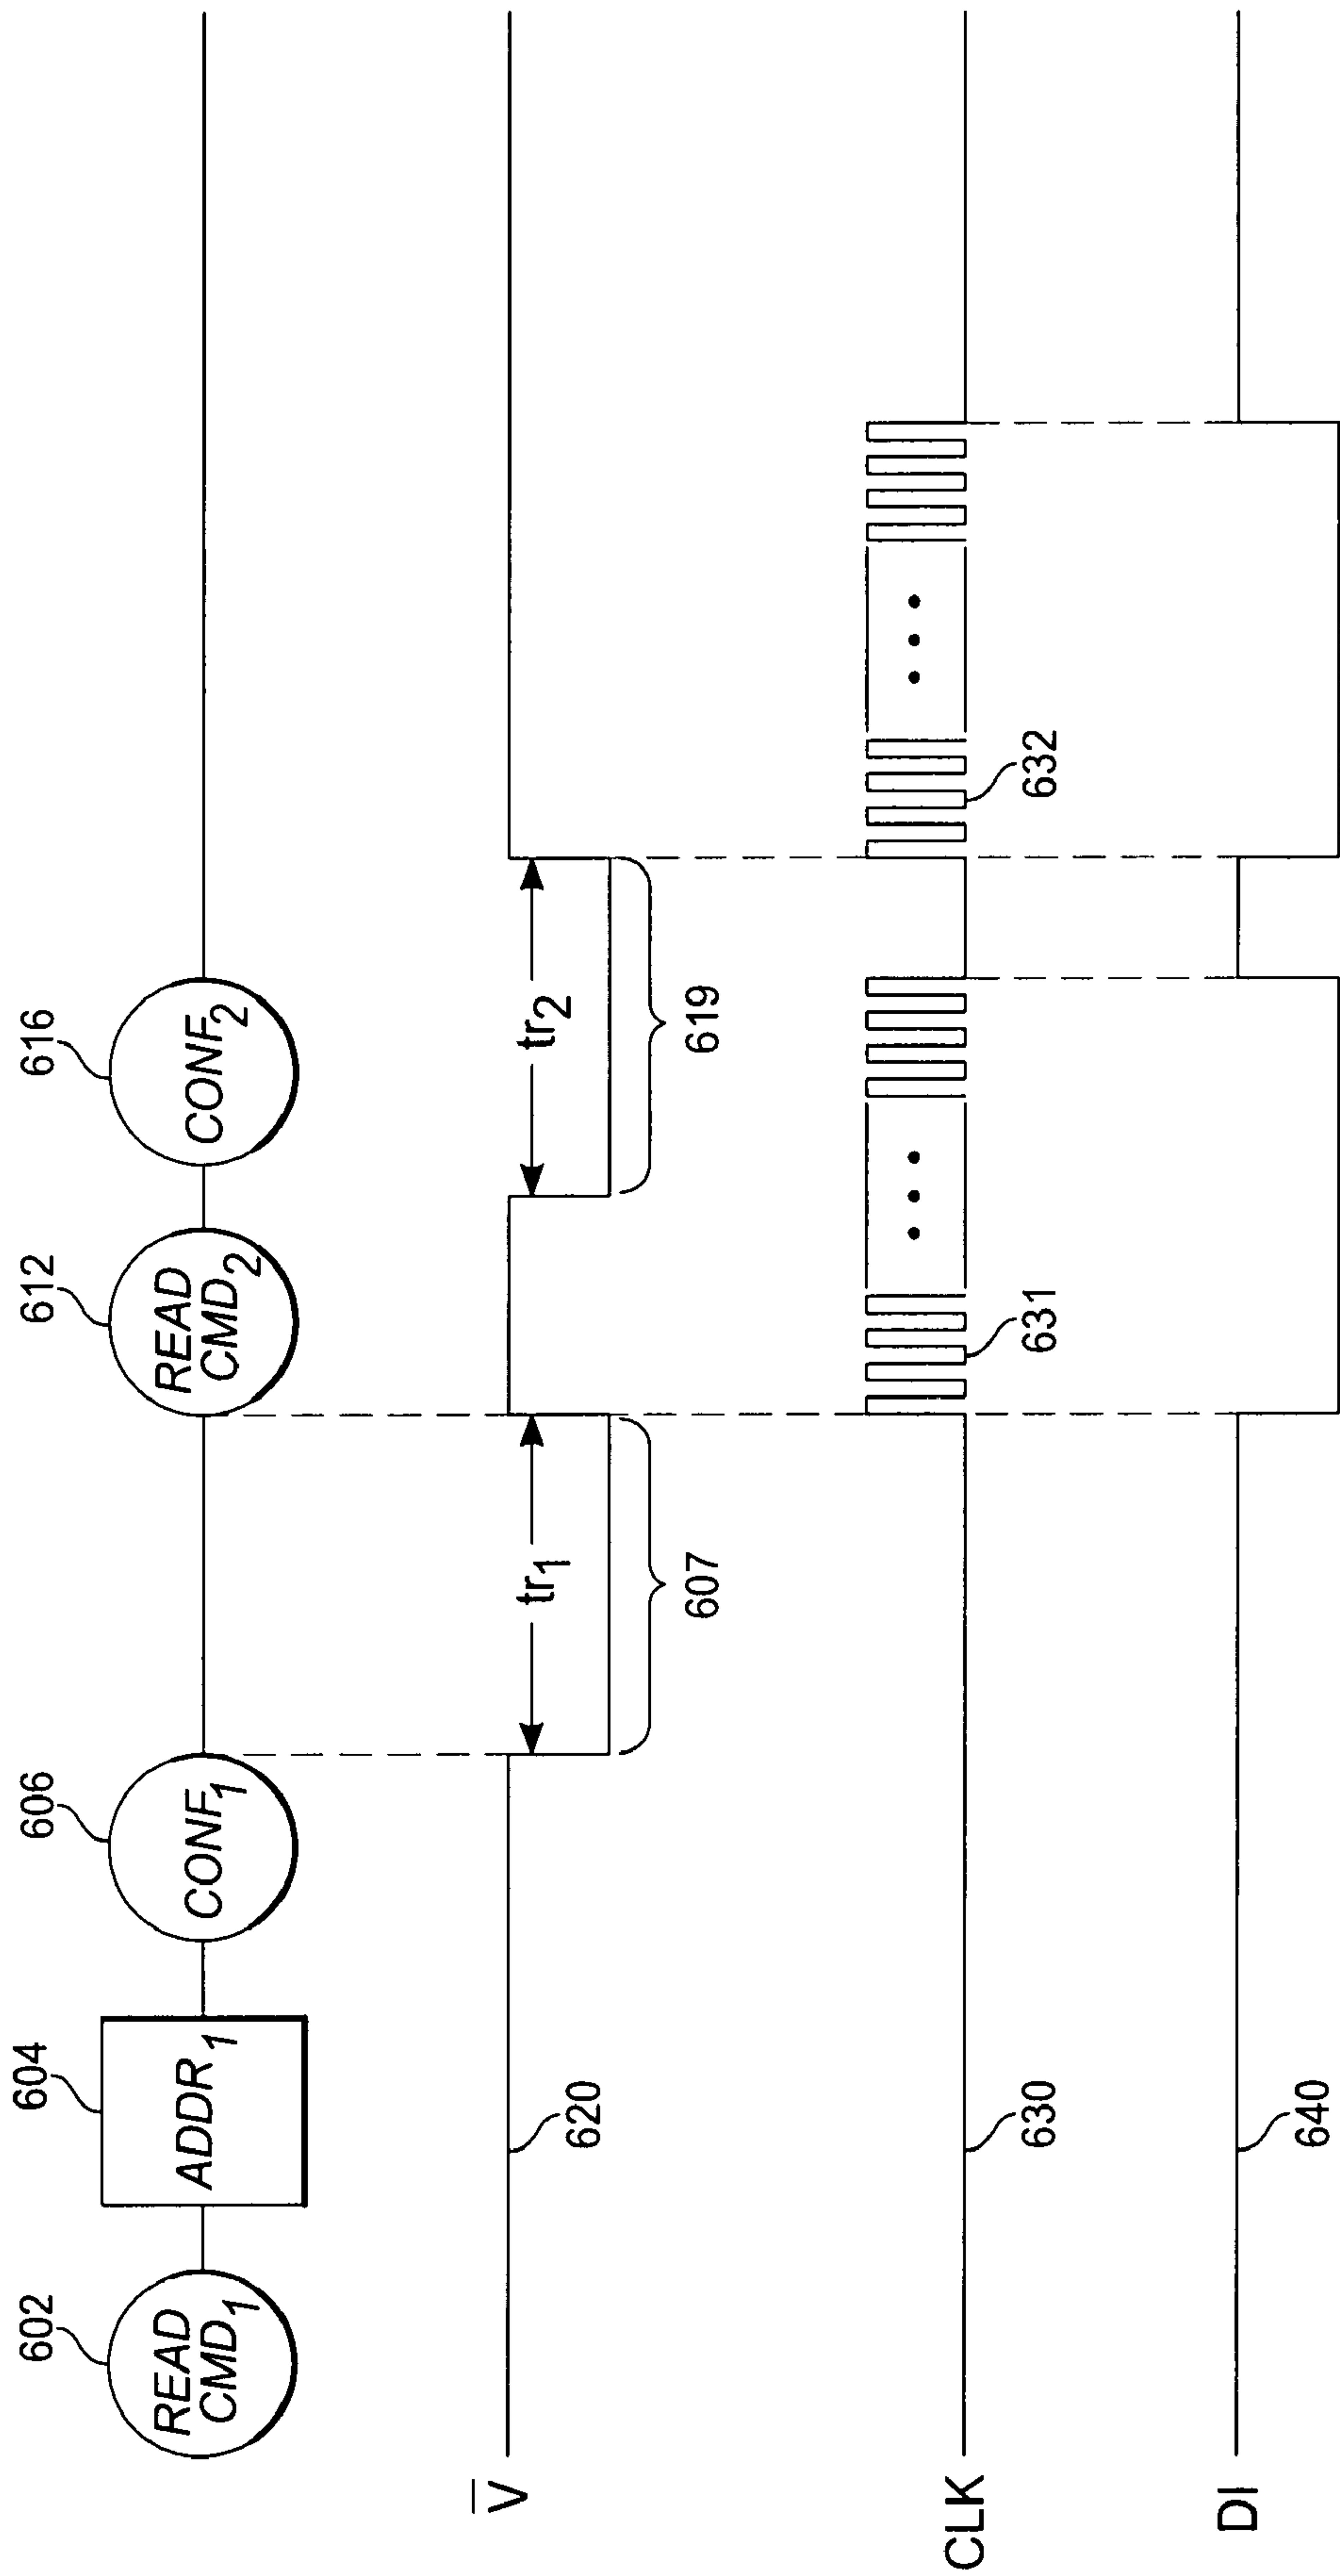 602
604
606
612
616
READ
CMD1
ADDR1
CONF1
READ
CMD2
CONF2
V̅
620
tr1
607
tr2
619
CLK
630
631
• • •
632
• • •
DI
640